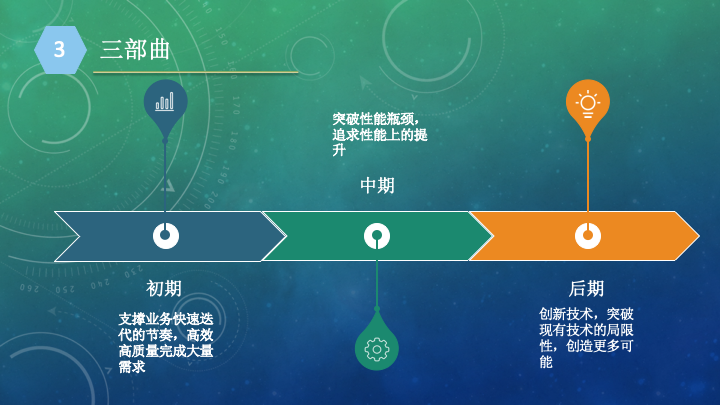 3
三部曲
突破性能瓶颈，
追求性能上的提
升
中期
初期
支撑业务快速迭
代的节奏，高效
高质量完成大量
需求
后期
创新技术，突破
现有技术的局限
性，创造更多可
能